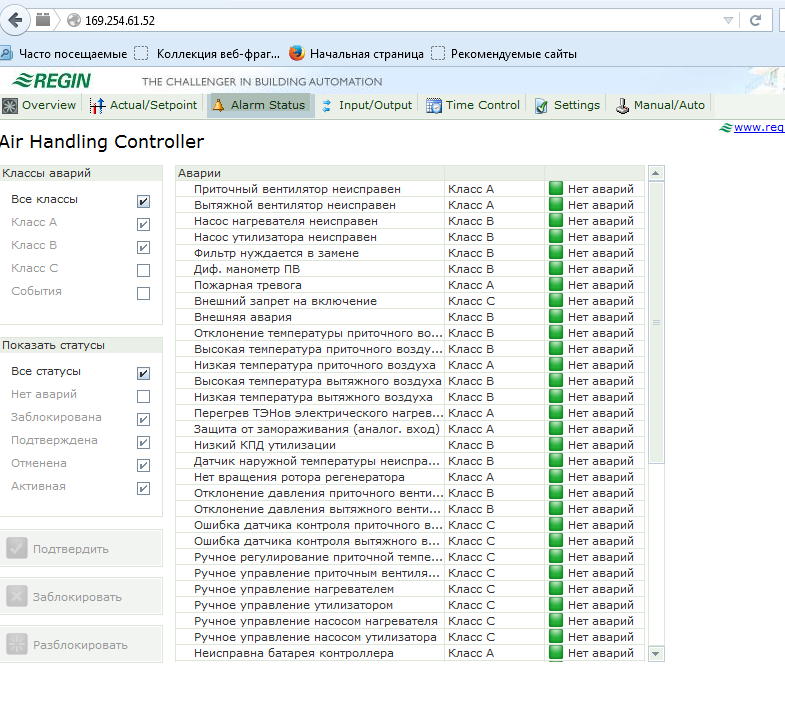 169.254.61.52
Часто посещаемые Коллекция веб-фраг... Начальная страница Рекомендуемые сайты
REGIN THE CHALLENGER IN BUILDING AUTOMATION
Overview Actual/Setpoint Alarm Status Input/Output Time Control Settings Manual/Auto
www.reg
Air Handling Controller
Классы аварий
Все классы
Класс A
Класс B
Класс C
События
Показать статусы
Все статусы
Нет аварий
Заблокирована
Подтверждена
Отменена
Активная
Подтвердить
Заблокировать
Разблокировать
Аварии
Приточный вентилятор неисправен Класс A Нет аварий
Вытяжной вентилятор неисправен Класс A Нет аварий
Насос нагревателя неисправен Класс B Нет аварий
Насос утилизатора неисправен Класс B Нет аварий
Фильтр нуждается в замене Класс B Нет аварий
Диф. манометр ПВ Класс B Нет аварий
Пожарная тревога Класс A Нет аварий
Внешний запрет на включение Класс C Нет аварий
Внешняя авария Класс B Нет аварий
Отклонение температуры приточного во... Класс B Нет аварий
Высокая температура приточного возду... Класс B Нет аварий
Низкая температура приточного воздуха Класс B Нет аварий
Высокая температура вытяжного воздуха Класс B Нет аварий
Низкая температура вытяжного воздуха Класс B Нет аварий
Перегрев ТЭНов электрического нагрев... Класс A Нет аварий
Защита от замораживания (аналог. вход) Класс A Нет аварий
Низкий КПД утилизации Класс B Нет аварий
Датчик наружной температуры неиспра... Класс B Нет аварий
Нет вращения ротора регенератора Класс A Нет аварий
Отклонение давления приточного венти... Класс B Нет аварий
Отклонение давления вытяжного венти... Класс B Нет аварий
Ошибка датчика контроля приточного в... Класс C Нет аварий
Ошибка датчика контроля вытяжного в... Класс C Нет аварий
Ручное регулирование приточной темпе... Класс C Нет аварий
Ручное управление приточным вентиля... Класс C Нет аварий
Ручное управление нагревателем Класс C Нет аварий
Ручное управление утилизатором Класс C Нет аварий
Ручное управление насосом нагревателя Класс C Нет аварий
Ручное управление насосом утилизатора Класс C Нет аварий
Неисправна батарея контроллера Класс A Нет аварий